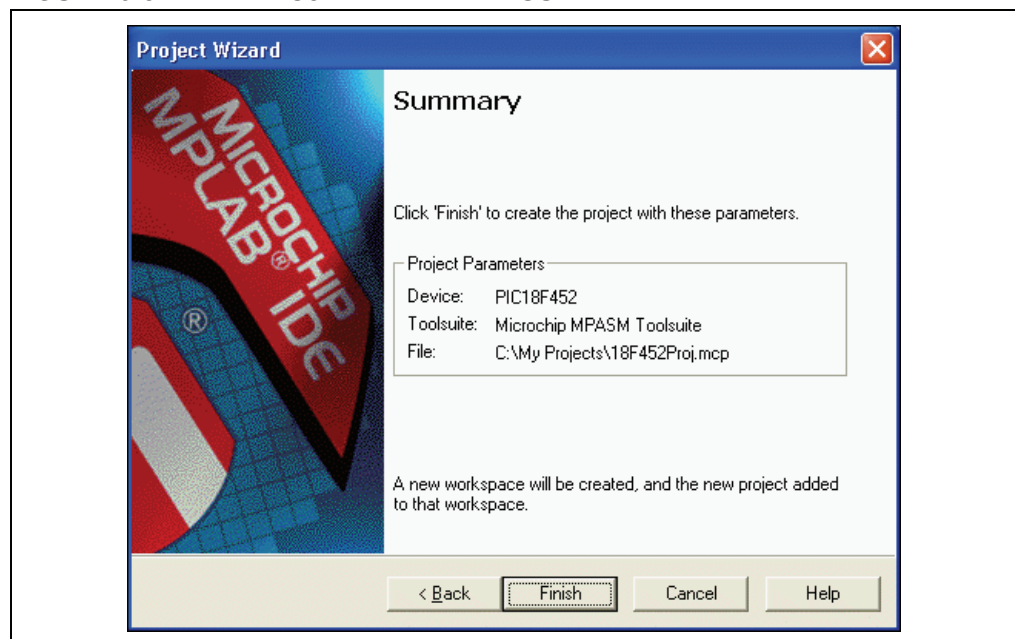 Project Wizard
MICROCHIP
MPLAB® IDE
®
Summary
Click 'Finish' to create the project with these parameters.
Project Parameters
Device: PIC18F452
Toolsuite: Microchip MPASM Toolsuite
File: C:\My Projects\18F452Proj.mcp
A new workspace will be created, and the new project added
to that workspace.
< Back Finish Cancel Help